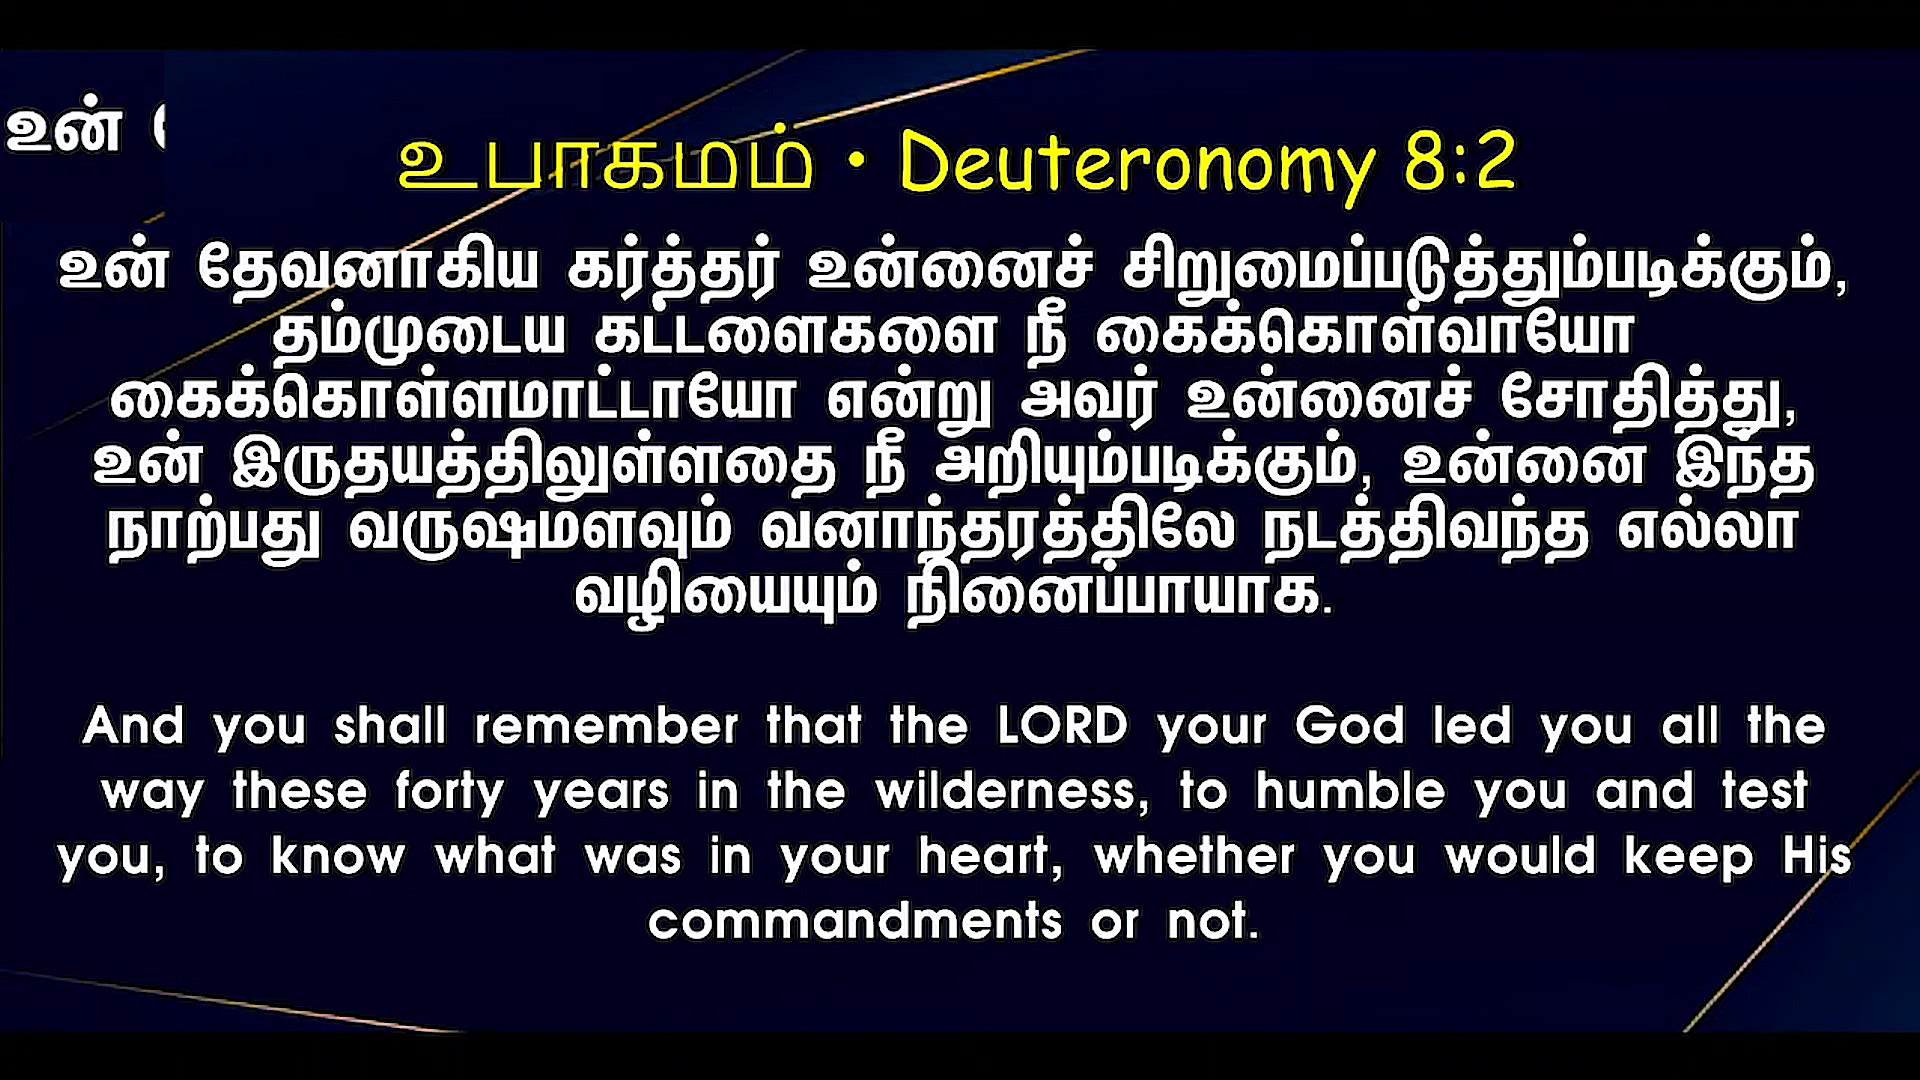 உன்
உபாகமம் • Deuteronomy 8:2
உன் தேவனாகிய கர்த்தர் உன்னைச் சிறுமைப்படுத்தும்படிக்கும்,
தம்முடைய கட்டளைகளை நீ கைக்கொள்வாயோ
கைக்கொள்ளமாட்டாயோ என்று அவர் உன்னைச் சோதித்து,
உன் இருதயத்திலுள்ளதை நீ அறியும்படிக்கும், உன்னை இந்த
நாற்பது வருஷமளவும் வனாந்தரத்திலே நடத்திவந்த எல்லா
வழியையும் நினைப்பாயாக.
And you shall remember that the LORD your God led you all the
way these forty years in the wilderness, to humble you and test
you, to know what was in your heart, whether you would keep His
commandments or not.